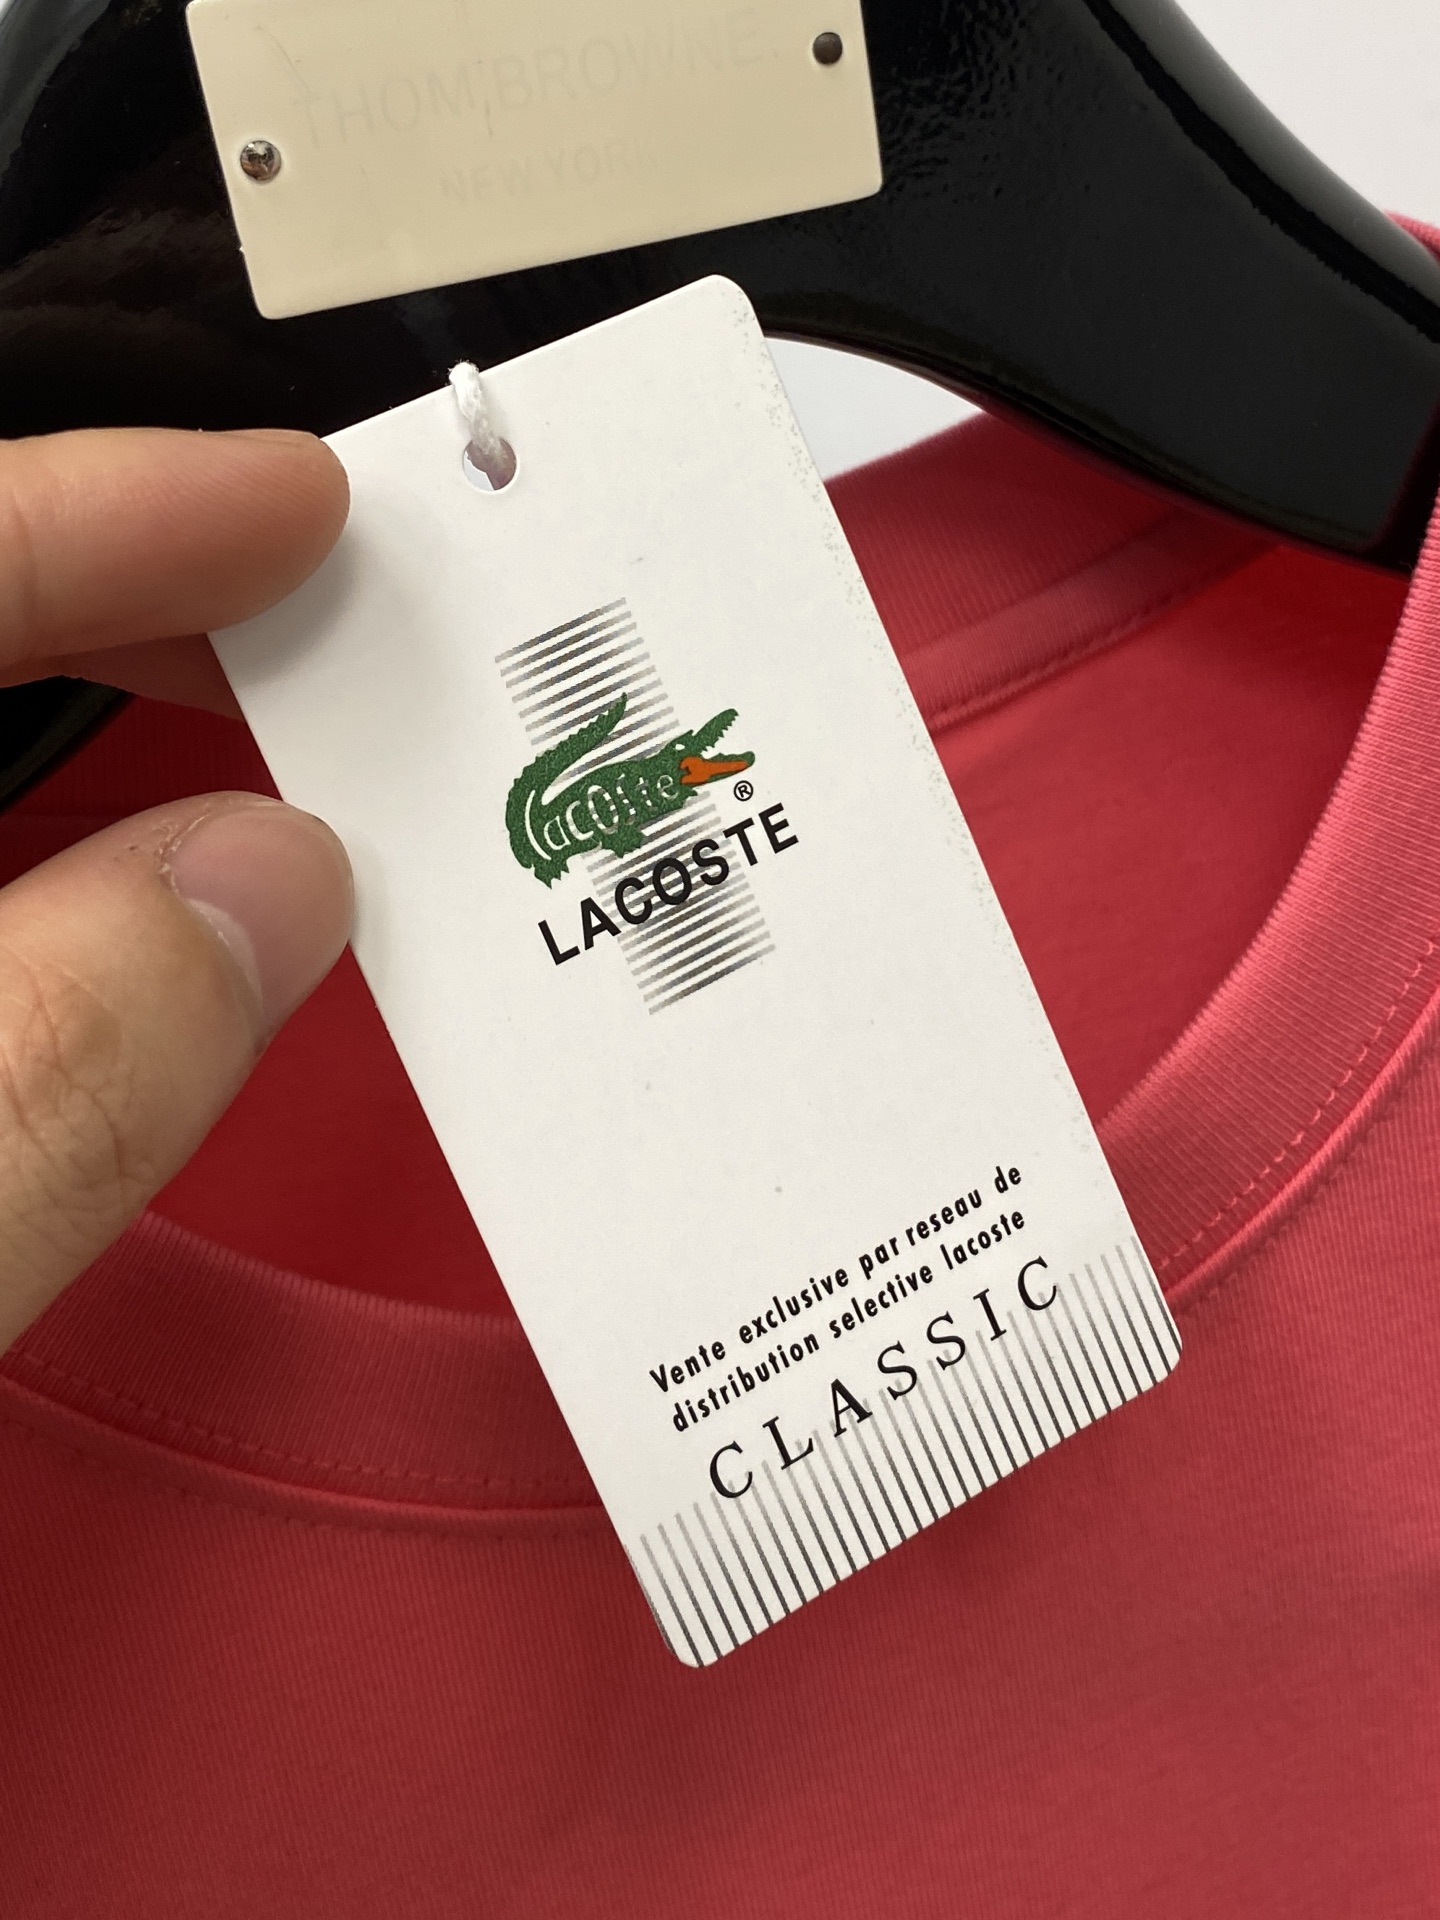 THOM BROWNE.
NEW YORK
Lacoste
®
LACOSTE
Vente exclusive par reseau de
distribution selective lacoste
CLASSIC